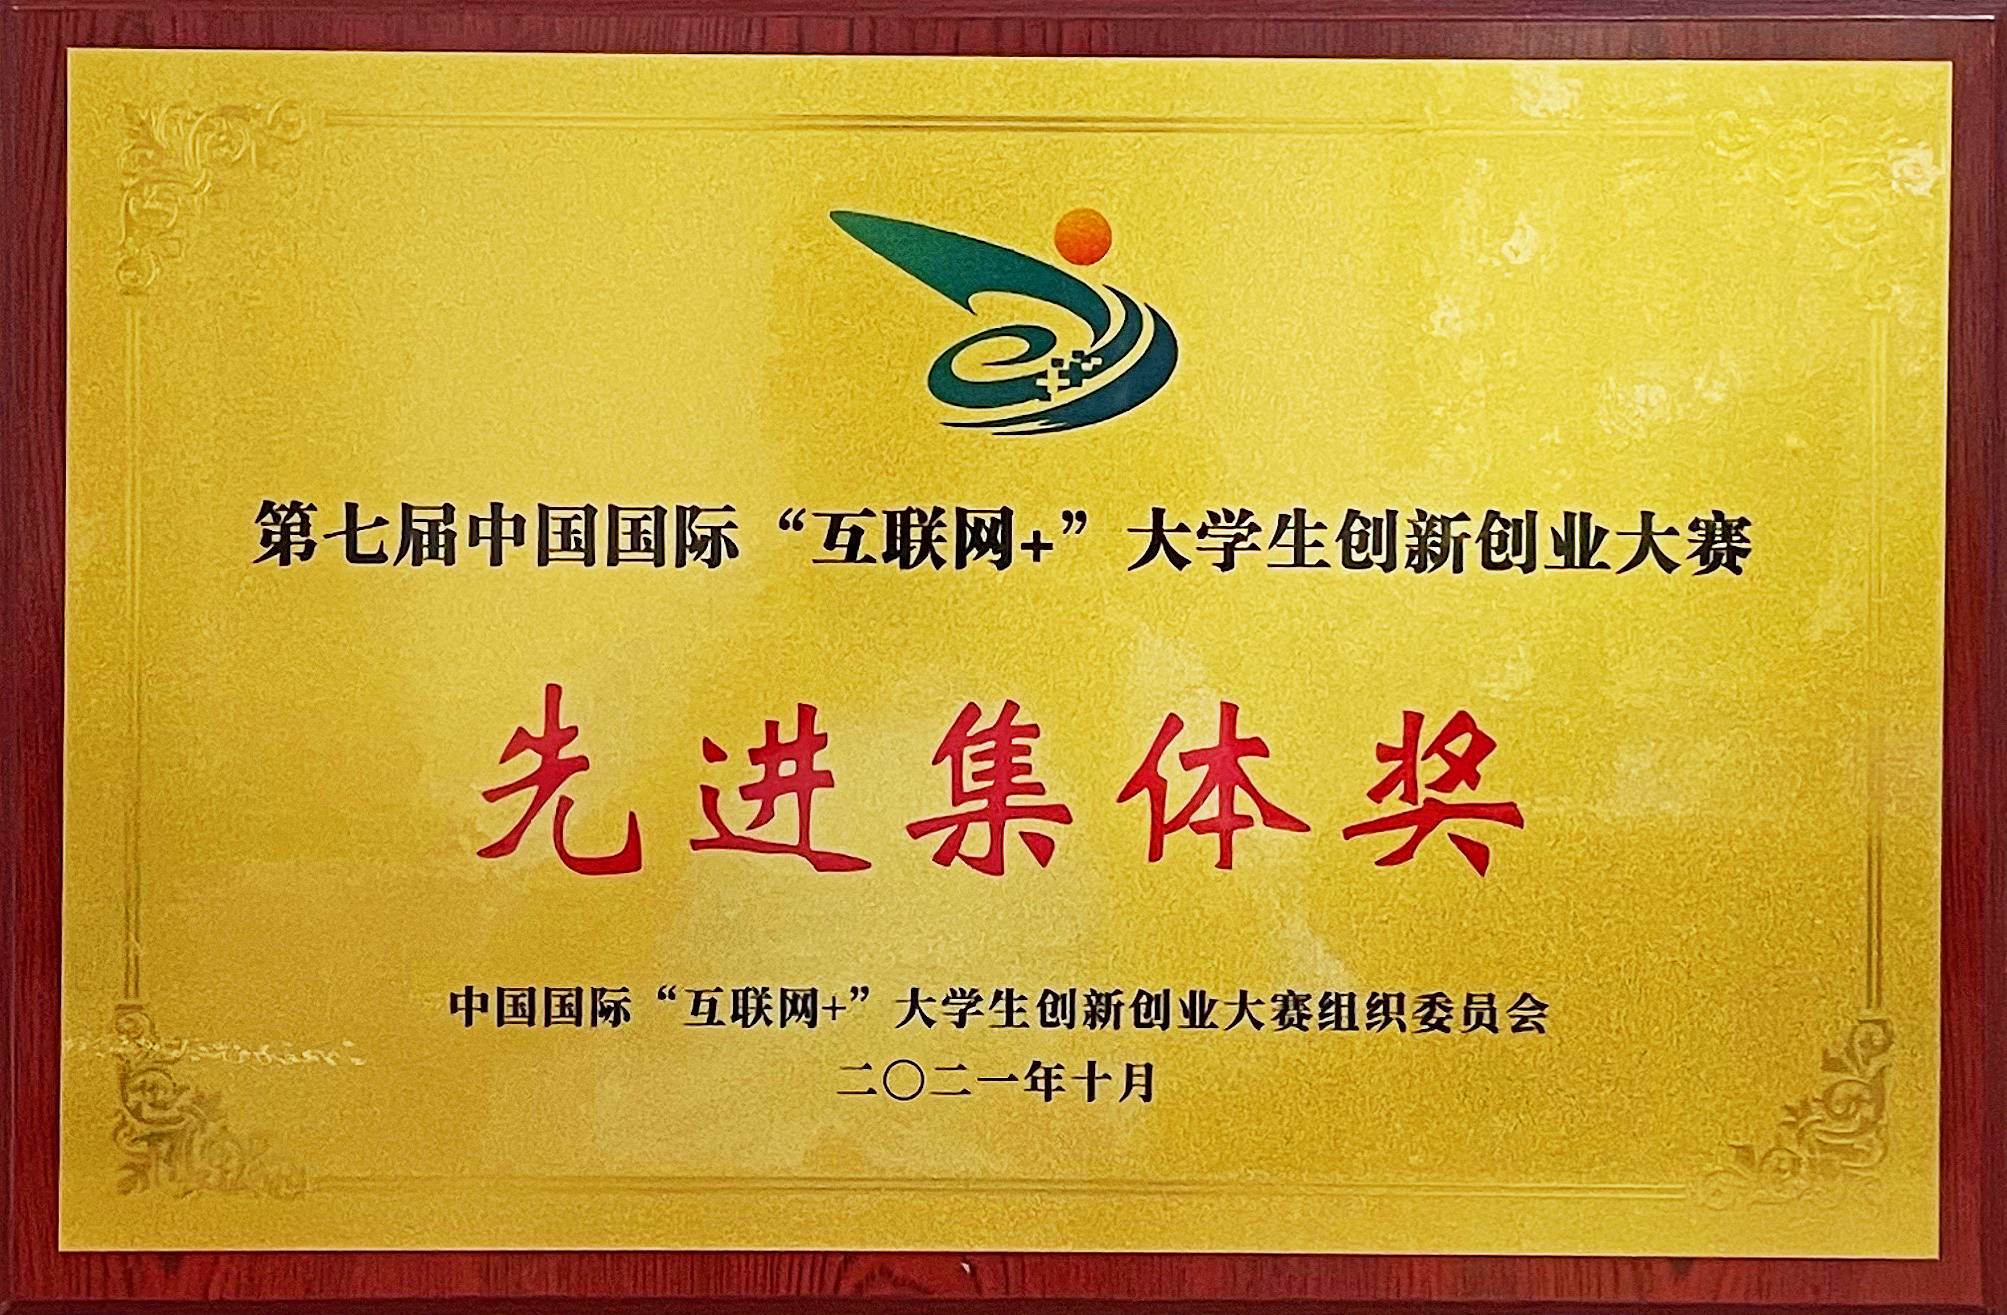 第七届中国国际“互联网+”大学生创新创业大赛
先进集体奖
中国国际“互联网+”大学生创新创业大赛组织委员会
二〇二一年十月